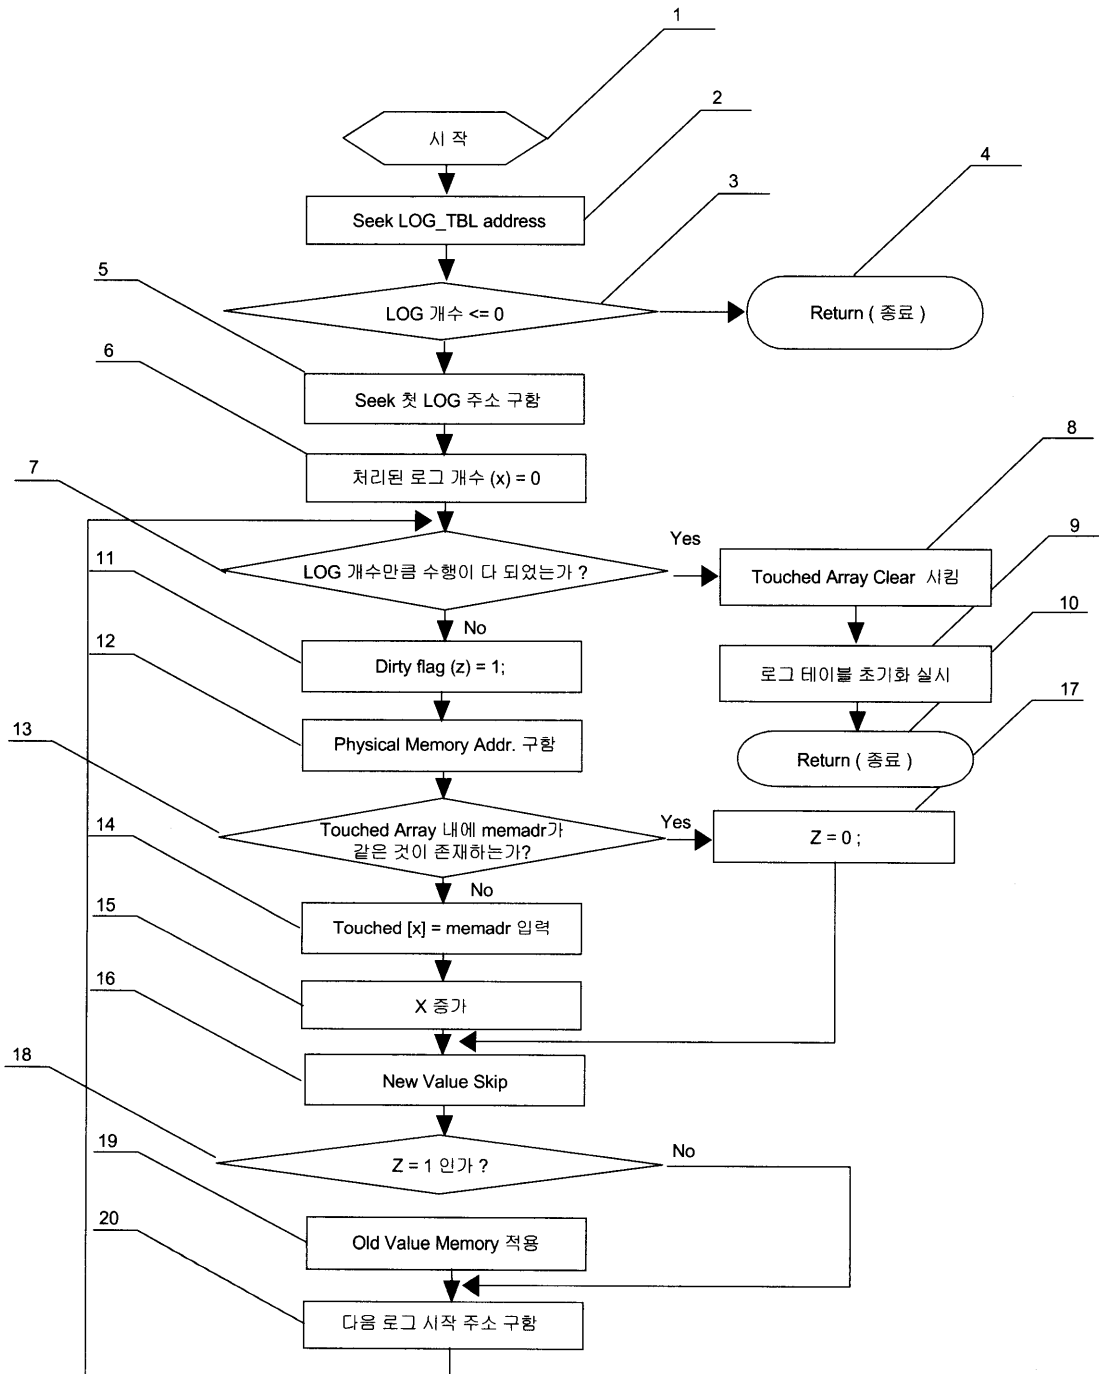 1
시 작
2
Seek LOG_TBL address
3
4
LOG 개수 <= 0
Return ( 종료 )
5
Seek 첫 LOG 주소 구함
6
처리된 로그 개수 (x) = 0
7
LOG 개수만큼 수행이 다 되었는가 ?
Yes
8
Touched Array Clear 시킴
9
10
로그 테이블 초기화 실시
17
Return ( 종료 )
No
11
Dirty flag (z) = 1;
12
Physical Memory Addr. 구함
13
Touched Array 내에 memadr가
같은 것이 존재하는가?
Yes
Z = 0 ;
No
14
Touched [x] = memadr 입력
15
X 증가
16
New Value Skip
18
Z = 1 인가 ?
No
19
Old Value Memory 적용
20
다음 로그 시작 주소 구함